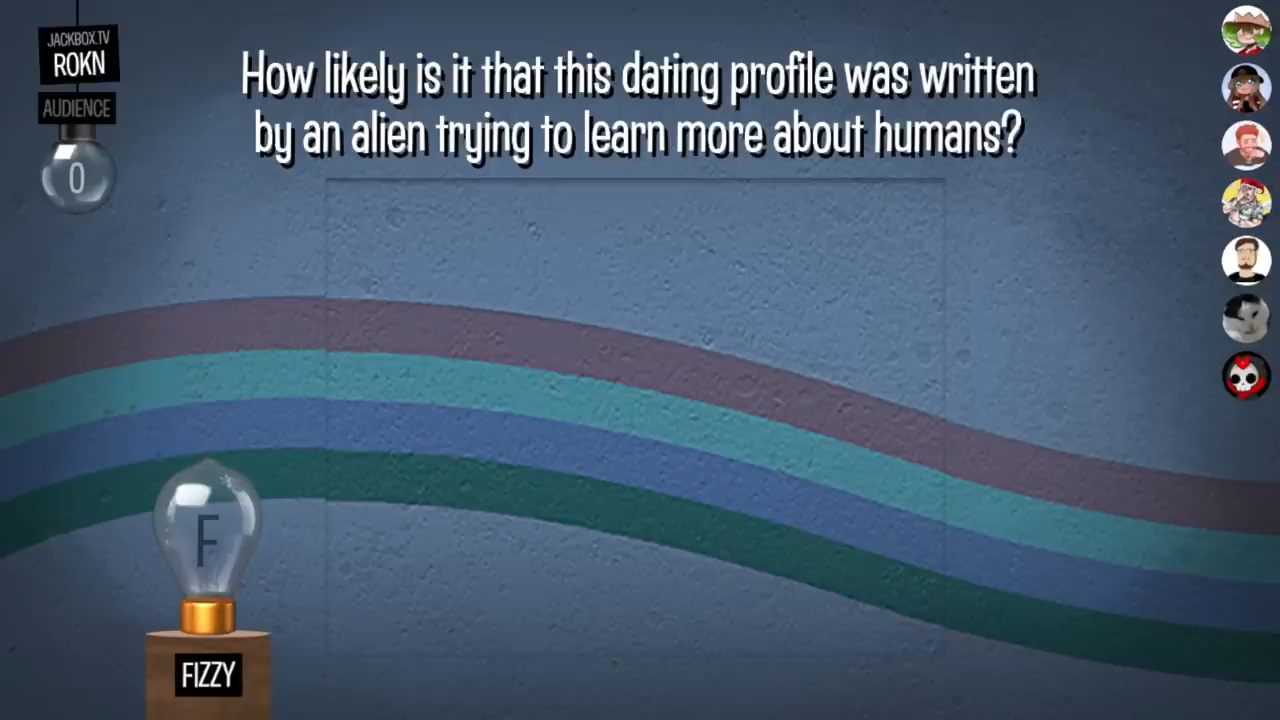 JACKBOX.TV
ROKN
AUDIENCE
0
How likely is it that this dating profile was written
by an alien trying to learn more about humans?
F
FIZZY